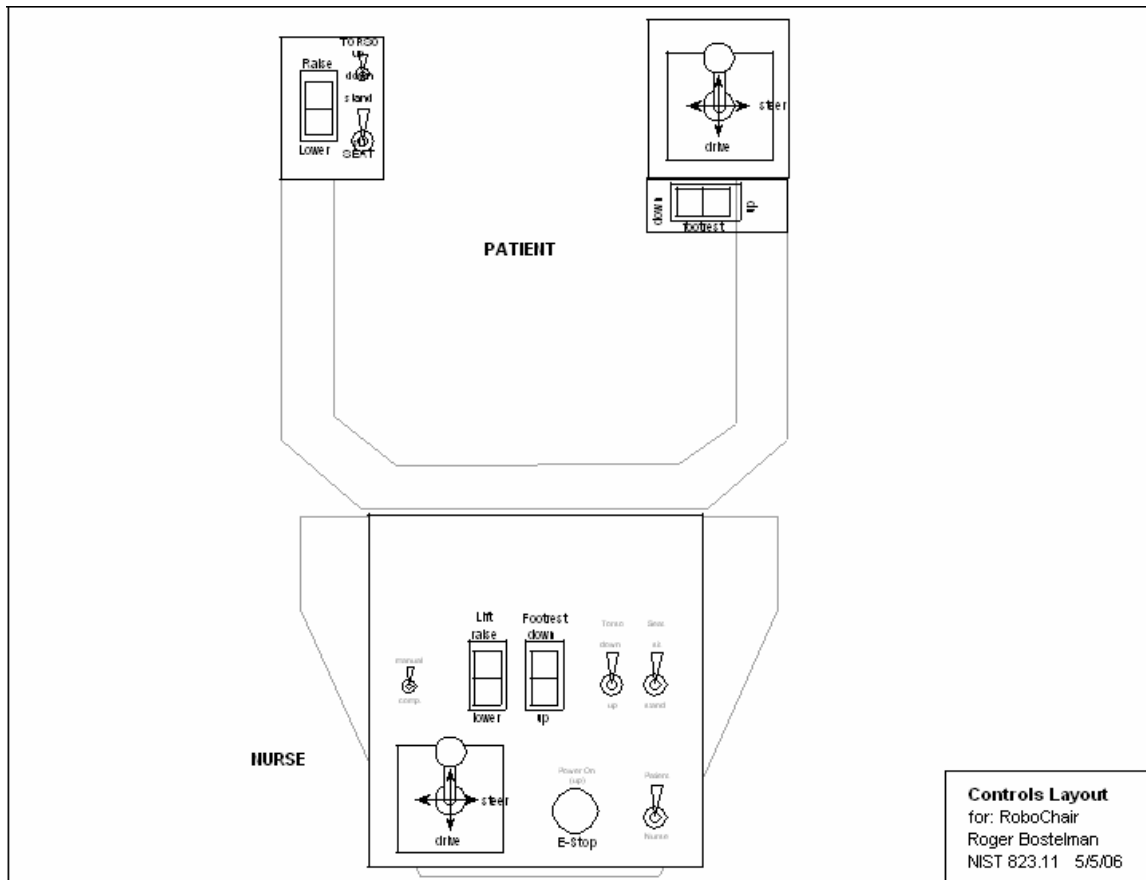 TORSO
up
Raise
down
stand
Lower
SEAT
steer
drive
down
up
footrest
PATIENT
Lift
raise
Footrest
down
Torso
down
Seat
sit
manual
comp.
lower
up
up
stand
NURSE
steer
drive
Power On
(up)
E-Stop
Patient
Nurse
Controls Layout
for: RoboChair
Roger Bostelman
NIST 823.11 5/5/06